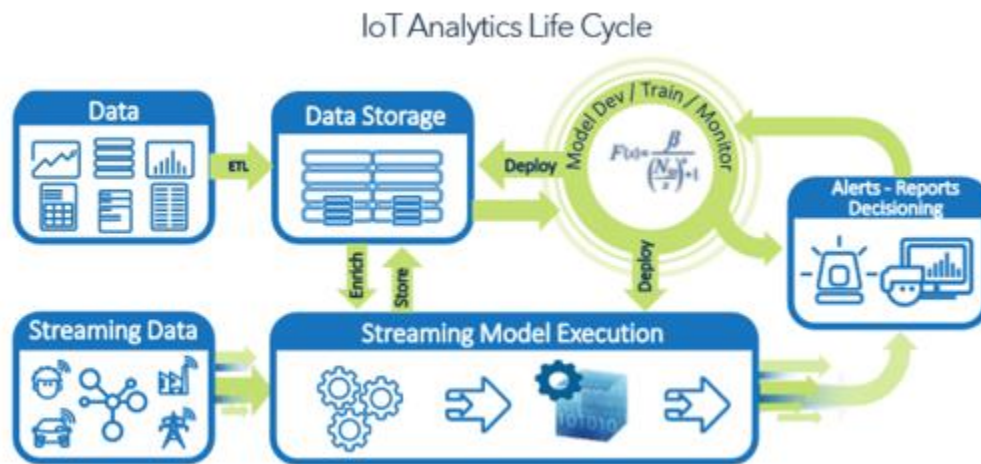 IoT Analytics Life Cycle
Data
ETL
Data Storage
Deploy
Model Dev / Train / Monitor
Alerts - Reports
Decisioning
Enrich
Store
Deploy
Streaming Data
Streaming Model Execution
101010